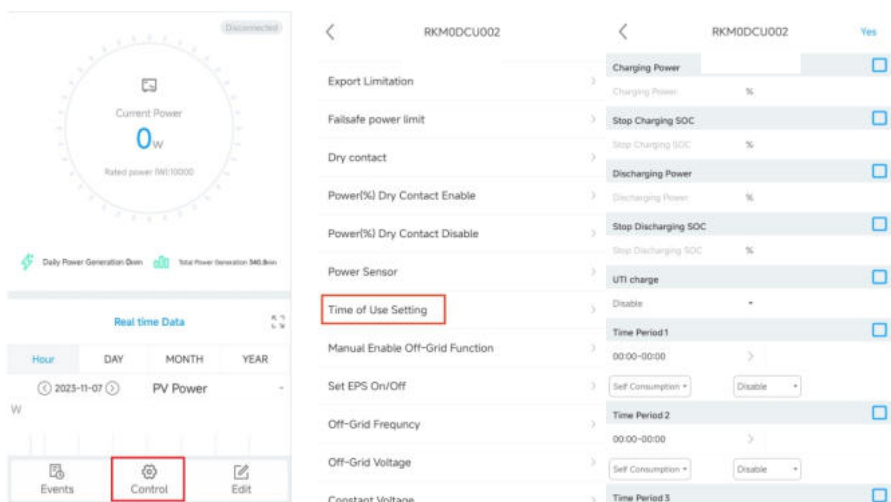 Disconnected
Current Power
0w
Rated power (W):10000
Daily Power Generation 0kWh
Total Power Generation 540.8kWh
Real time Data
Hour DAY MONTH YEAR
2023-11-07 PV Power
W
Events Control Edit
RKM0DCU002
Export Limitation
Failsafe power limit
Dry contact
Power(%) Dry Contact Enable
Power(%) Dry Contact Disable
Power Sensor
Time of Use Setting
Manual Enable Off-Grid Function
Set EPS On/Off
Off-Grid Frequncy
Off-Grid Voltage
Constant Voltage
RKM0DCU002 Yes
Charging Power
Charging Power %
Stop Charging SOC
Stop Charging SOC %
Discharging Power
Discharging Power %
Stop Discharging SOC
Stop Discharging SOC %
UTI charge
Disable
Time Period 1
00:00-00:00
Self Consumption Disable
Time Period 2
00:00-00:00
Self Consumption Disable
Time Period 3